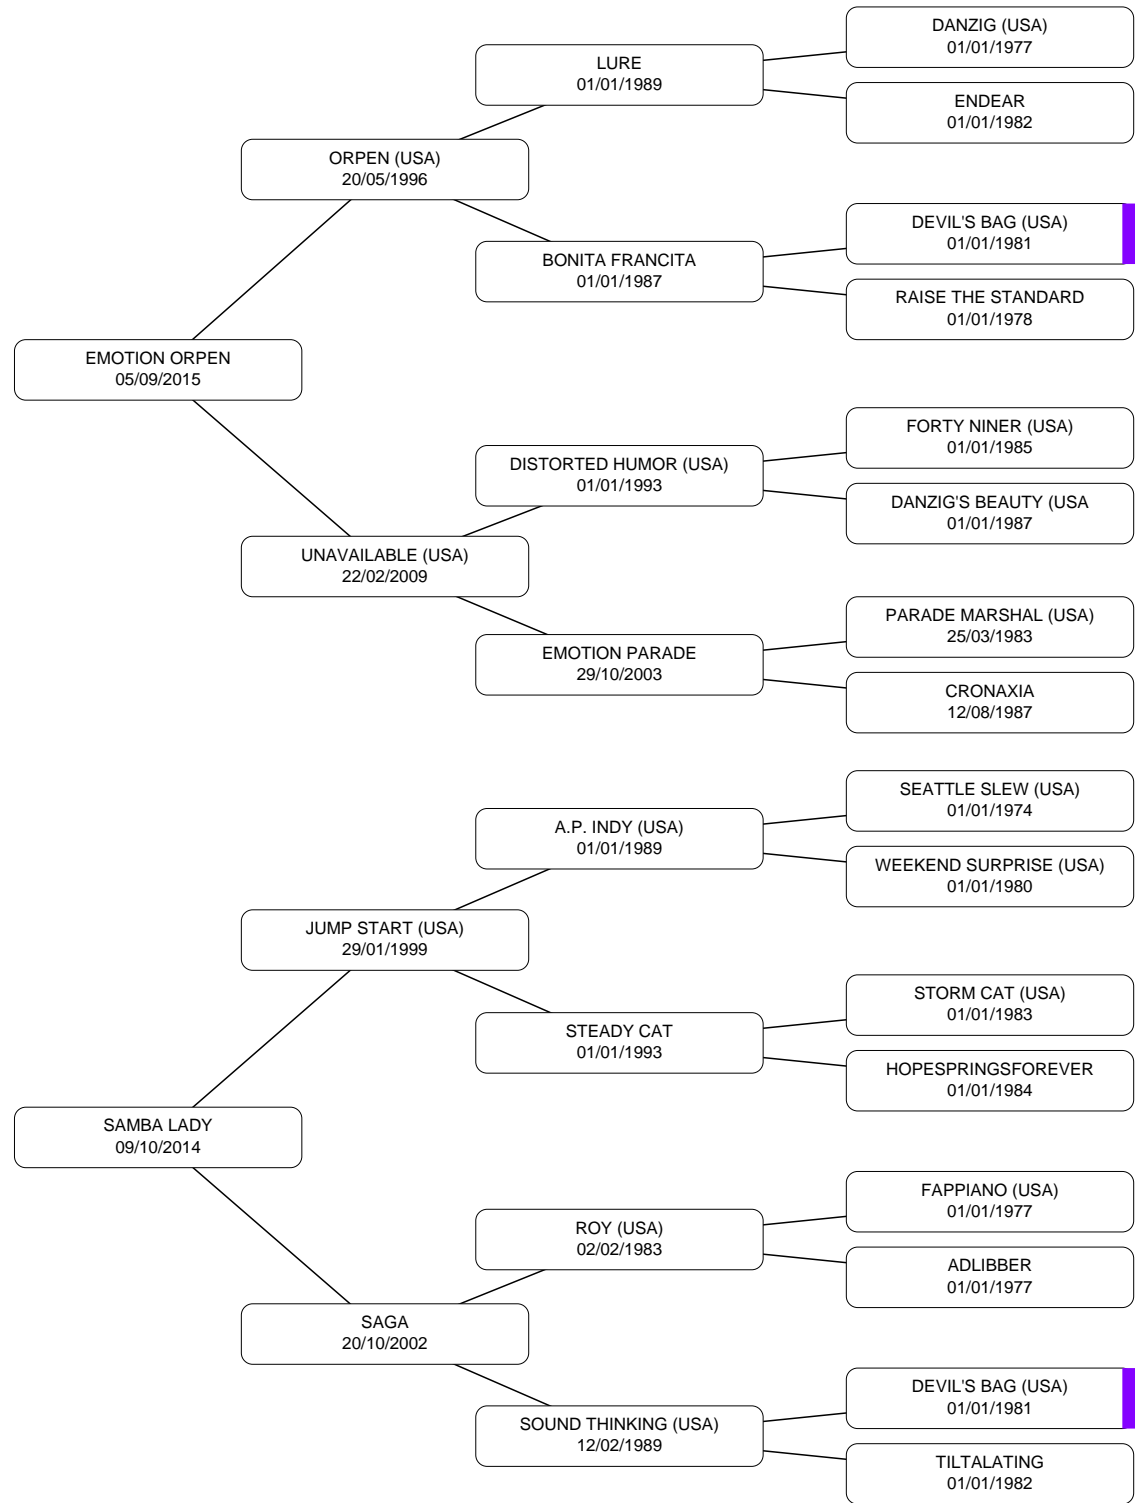 DANZIG (USA)
01/01/1977
LURE
01/01/1989
ENDEAR
01/01/1982
ORPEN (USA)
20/05/1996
DEVIL'S BAG (USA)
01/01/1981
BONITA FRANCITA
01/01/1987
RAISE THE STANDARD
01/01/1978
EMOTION ORPEN
05/09/2015
FORTY NINER (USA)
01/01/1985
DISTORTED HUMOR (USA)
01/01/1993
DANZIG'S BEAUTY (USA
01/01/1987
UNAVAILABLE (USA)
22/02/2009
PARADE MARSHAL (USA)
25/03/1983
EMOTION PARADE
29/10/2003
CRONAXIA
12/08/1987
SEATTLE SLEW (USA)
01/01/1974
A.P. INDY (USA)
01/01/1989
WEEKEND SURPRISE (USA)
01/01/1980
JUMP START (USA)
29/01/1999
STORM CAT (USA)
01/01/1983
STEADY CAT
01/01/1993
HOPESPRINGSFOREVER
01/01/1984
SAMBA LADY
09/10/2014
FAPPIANO (USA)
01/01/1977
ROY (USA)
02/02/1983
ADLIBBER
01/01/1977
SAGA
20/10/2002
DEVIL'S BAG (USA)
01/01/1981
SOUND THINKING (USA)
12/02/1989
TILTALATING
01/01/1982